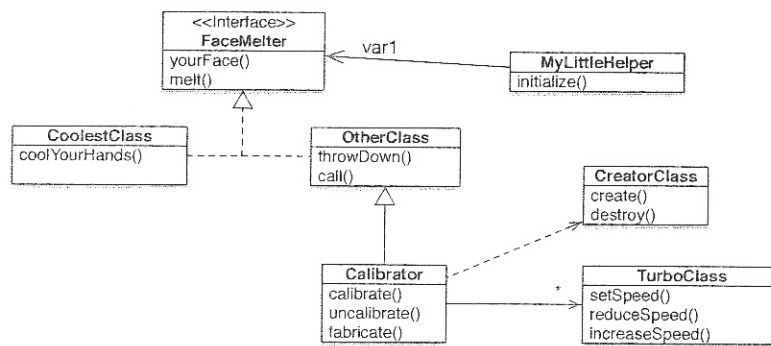 <<Interface>>
FaceMelter
yourFace()
melt()
var1
MyLittleHelper
initialize()
CoolestClass
coolYourHands()
OtherClass
throwDown()
call()
CreatorClass
create()
destroy()
Calibrator
calibrate()
uncalibrate()
fabricate()
*
TurboClass
setSpeed()
reduceSpeed()
increaseSpeed()